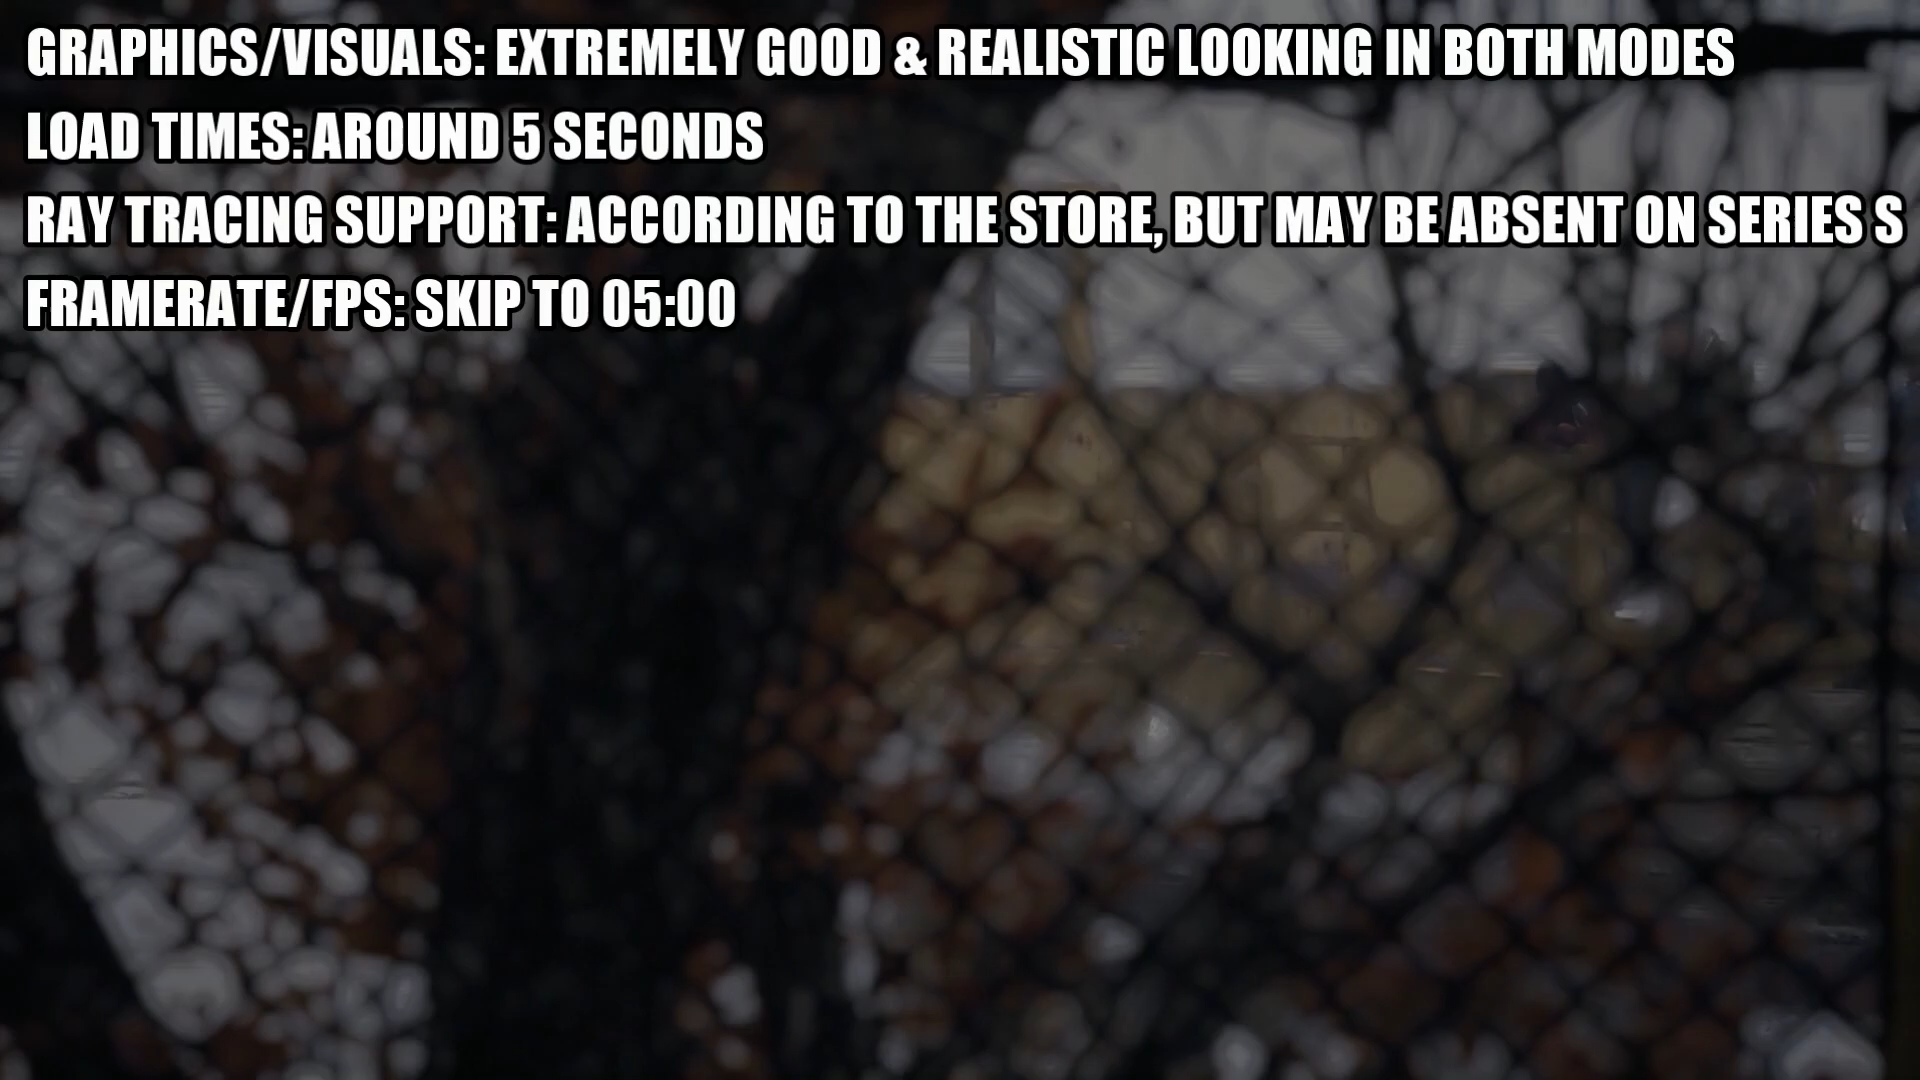 GRAPHICS/VISUALS: EXTREMELY GOOD & REALISTIC LOOKING IN BOTH MODES
LOAD TIMES: AROUND 5 SECONDS
RAY TRACING SUPPORT: ACCORDING TO THE STORE, BUT MAY BE ABSENT ON SERIES S
FRAMERATE/FPS: SKIP TO 05:00